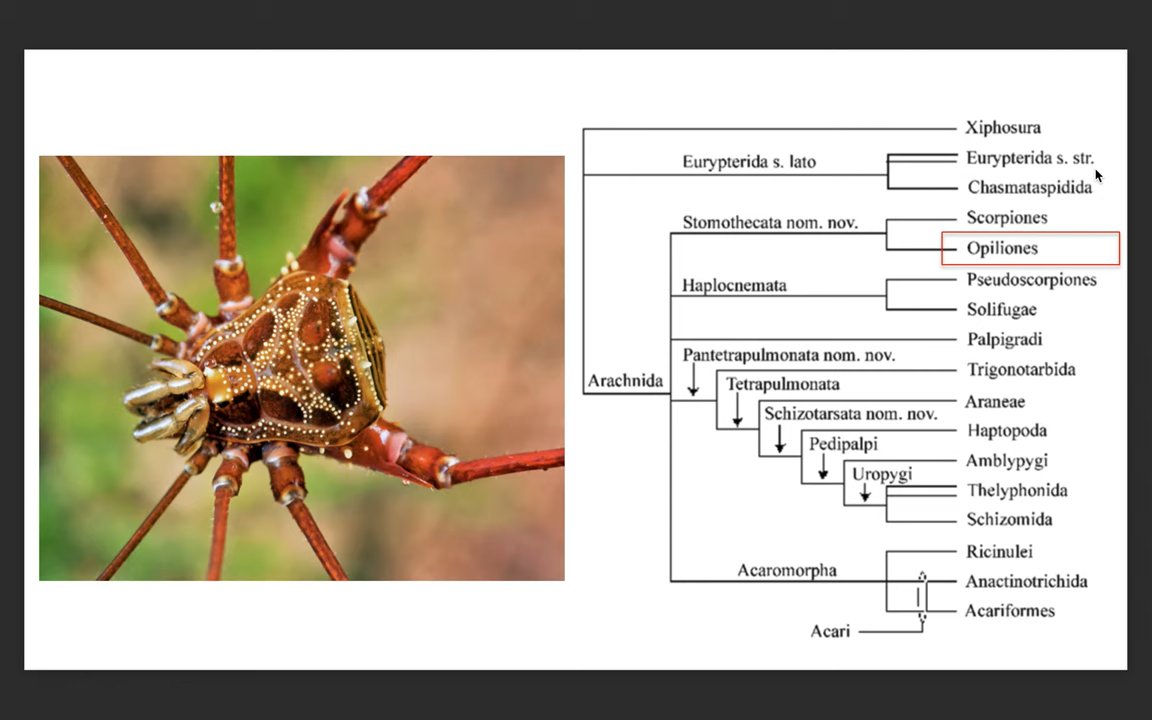 Xiphosura
Eurypterida s. lato
Eurypterida s. str.
Chasmataspidida
Stomothecata nom. nov.
Scorpiones
Opiliones
Haplocnemata
Pseudoscorpiones
Solifugae
Palpigradi
Pantetrapulmonata nom. nov.
Trigonotarbida
Arachnida
Tetrapulmonata
Araneae
Schizotarsata nom. nov.
Haptopoda
Pedipalpi
Amblypygi
Uropygi
Thelyphonida
Schizomida
Ricinulei
Acaromorpha
Anactinotrichida
Acariformes
Acari